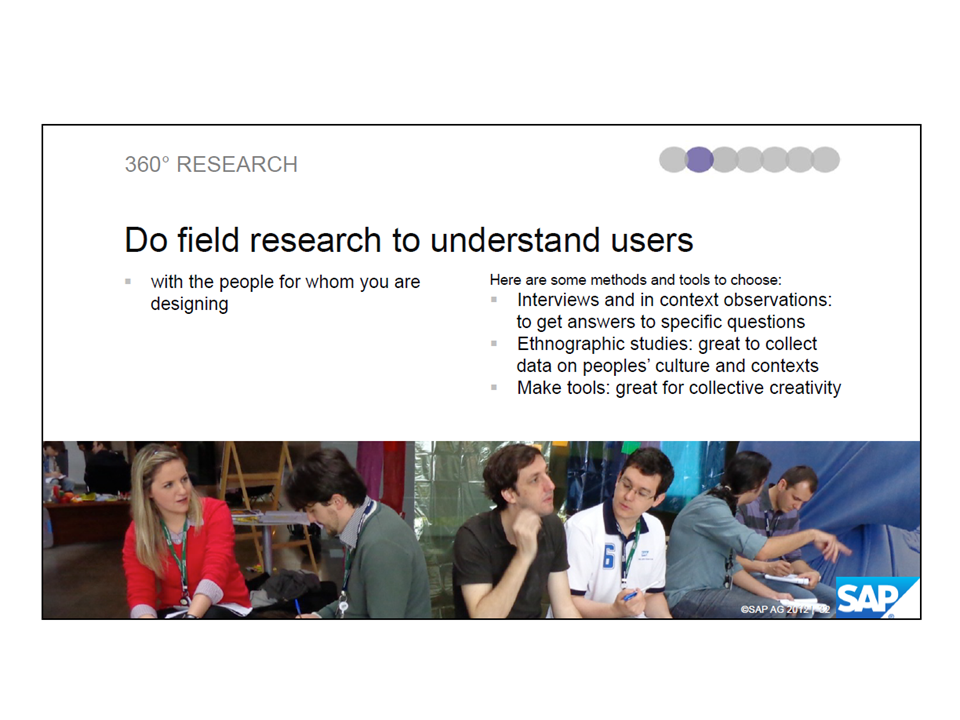 360° RESEARCH
Do field research to understand users
with the people for whom you are
designing
Here are some methods and tools to choose:
Interviews and in context observations:
to get answers to specific questions
Ethnographic studies: great to collect
data on peoples’ culture and contexts
Make tools: great for collective creativity
6
©SAP AG 2012 |
SAP